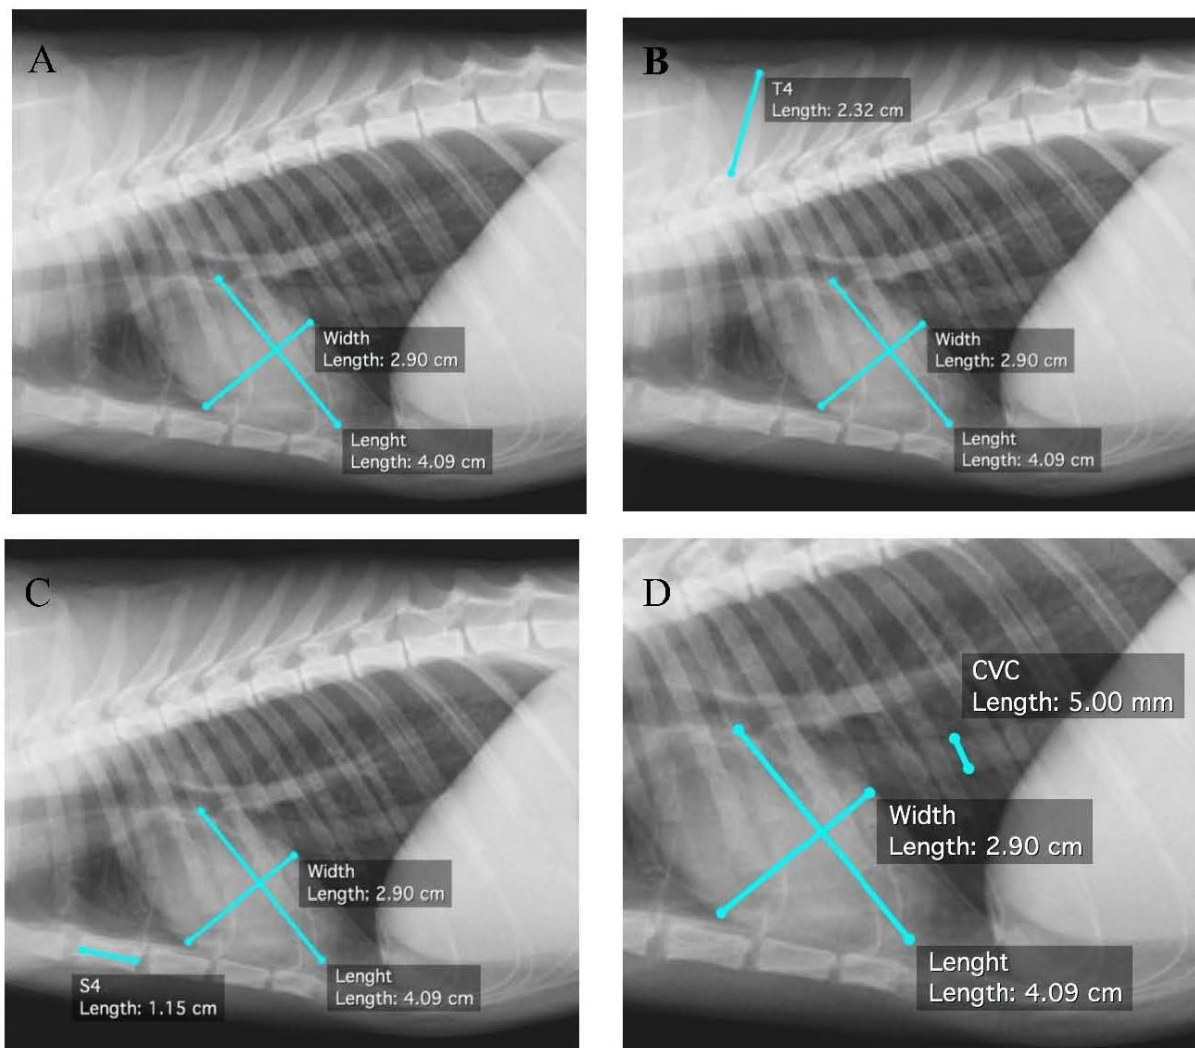 A
Width
Length: 2.90 cm
Lenght
Length: 4.09 cm
B
T4
Length: 2.32 cm
Width
Length: 2.90 cm
Lenght
Length: 4.09 cm
C
Width
Length: 2.90 cm
S4
Length: 1.15 cm
Lenght
Length: 4.09 cm
D
CVC
Length: 5.00 mm
Width
Length: 2.90 cm
Lenght
Length: 4.09 cm